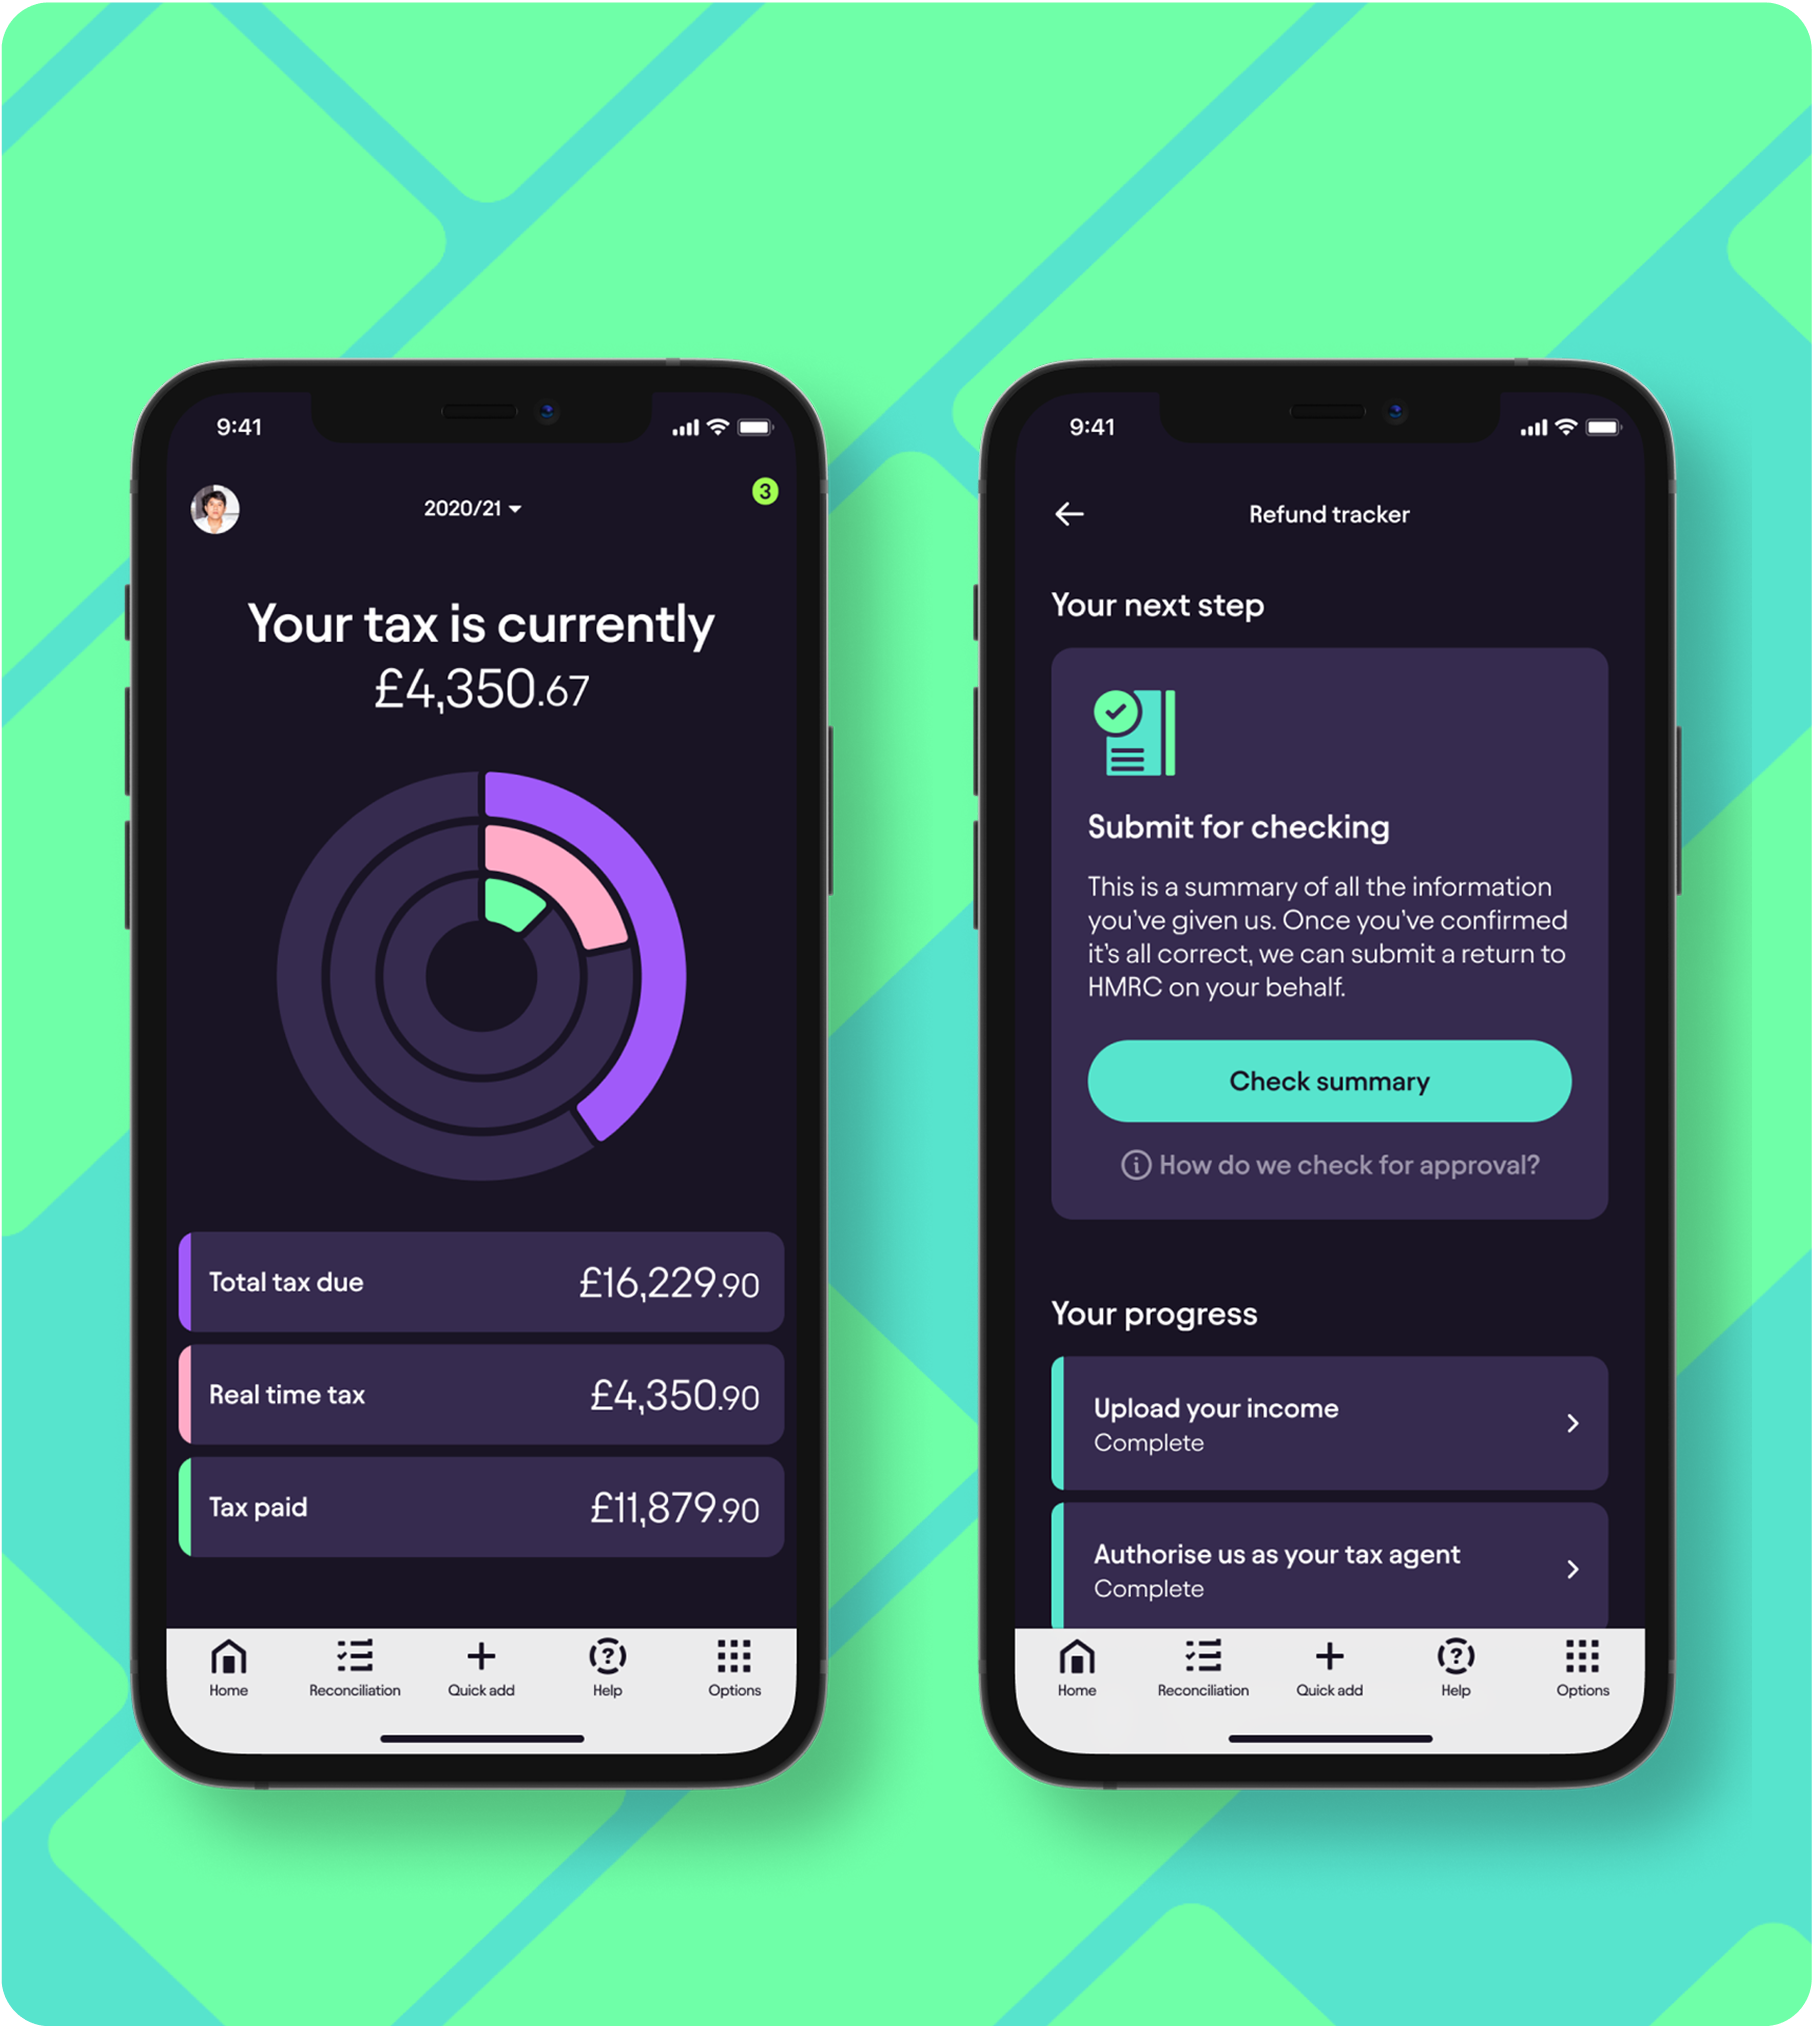 9:41
2020/21
3
Your tax is currently
£4,350.67
Total tax due £16,229.90
Real time tax £4,350.90
Tax paid £11,879.90
Home Reconciliation Quick add Help Options
9:41
Refund tracker
Your next step
Submit for checking
This is a summary of all the information
you've given us. Once you've confirmed
it's all correct, we can submit a return to
HMRC on your behalf.
Check summary
How do we check for approval?
Your progress
Upload your income
Complete
Authorise us as your tax agent
Complete
Home Reconciliation Quick add Help Options